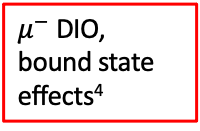 μ⁻ DIO,
bound state
effects⁴